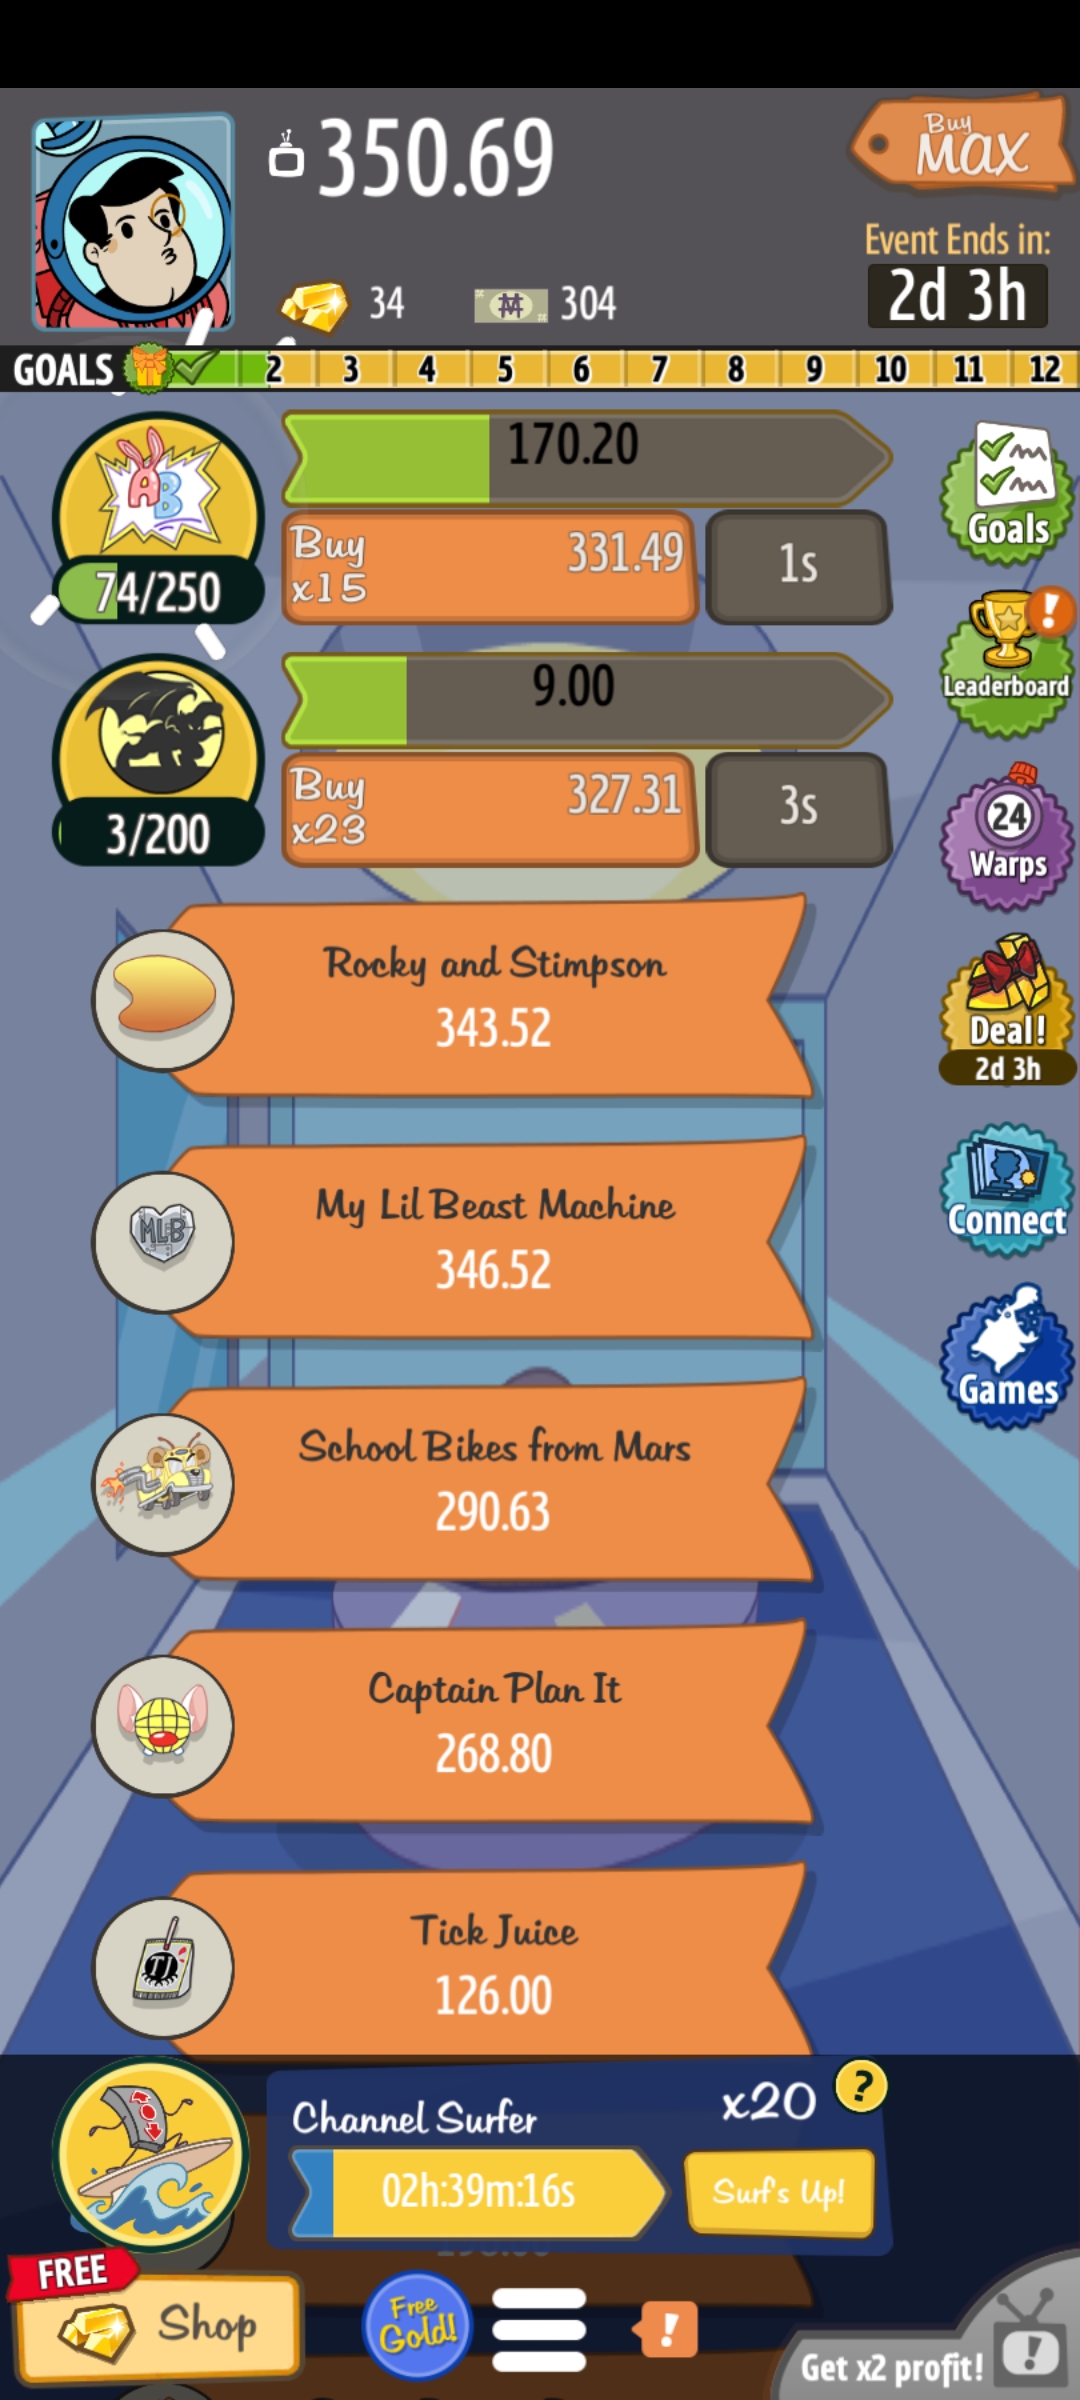 350.69
Buy
MAX
34
304
Event Ends in:
2d 3h
GOALS 2 3 4 5 6 7 8 9 10 11 12
AB
170.20
74/250
Buy
x15
331.49
1s
Goals
Leaderboard
9.00
3/200
Buy
x23
327.31
3s
24
Warps
Rocky and Stimpson
343.52
Deal!
2d 3h
MLB
My Lil Beast Machine
346.52
Connect
School Bikes from Mars
290.63
Games
Captain Plan It
268.80
TJ
Tick Juice
126.00
Channel Surfer
x20
?
02h:39m:16s
Surf's Up!
FREE
Shop
Free
Gold!
!
Get x2 profit!
!